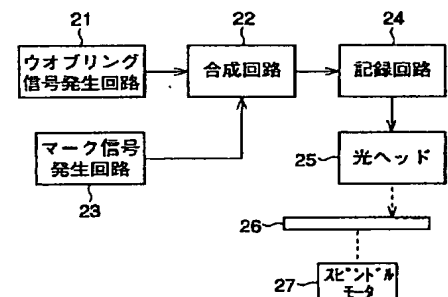 21
22
24
ウオブリング
信号発生回路
合成回路
記録回路
マーク信号
発生回路
23
25
光ヘッド
26
27
スピンドル
モータ